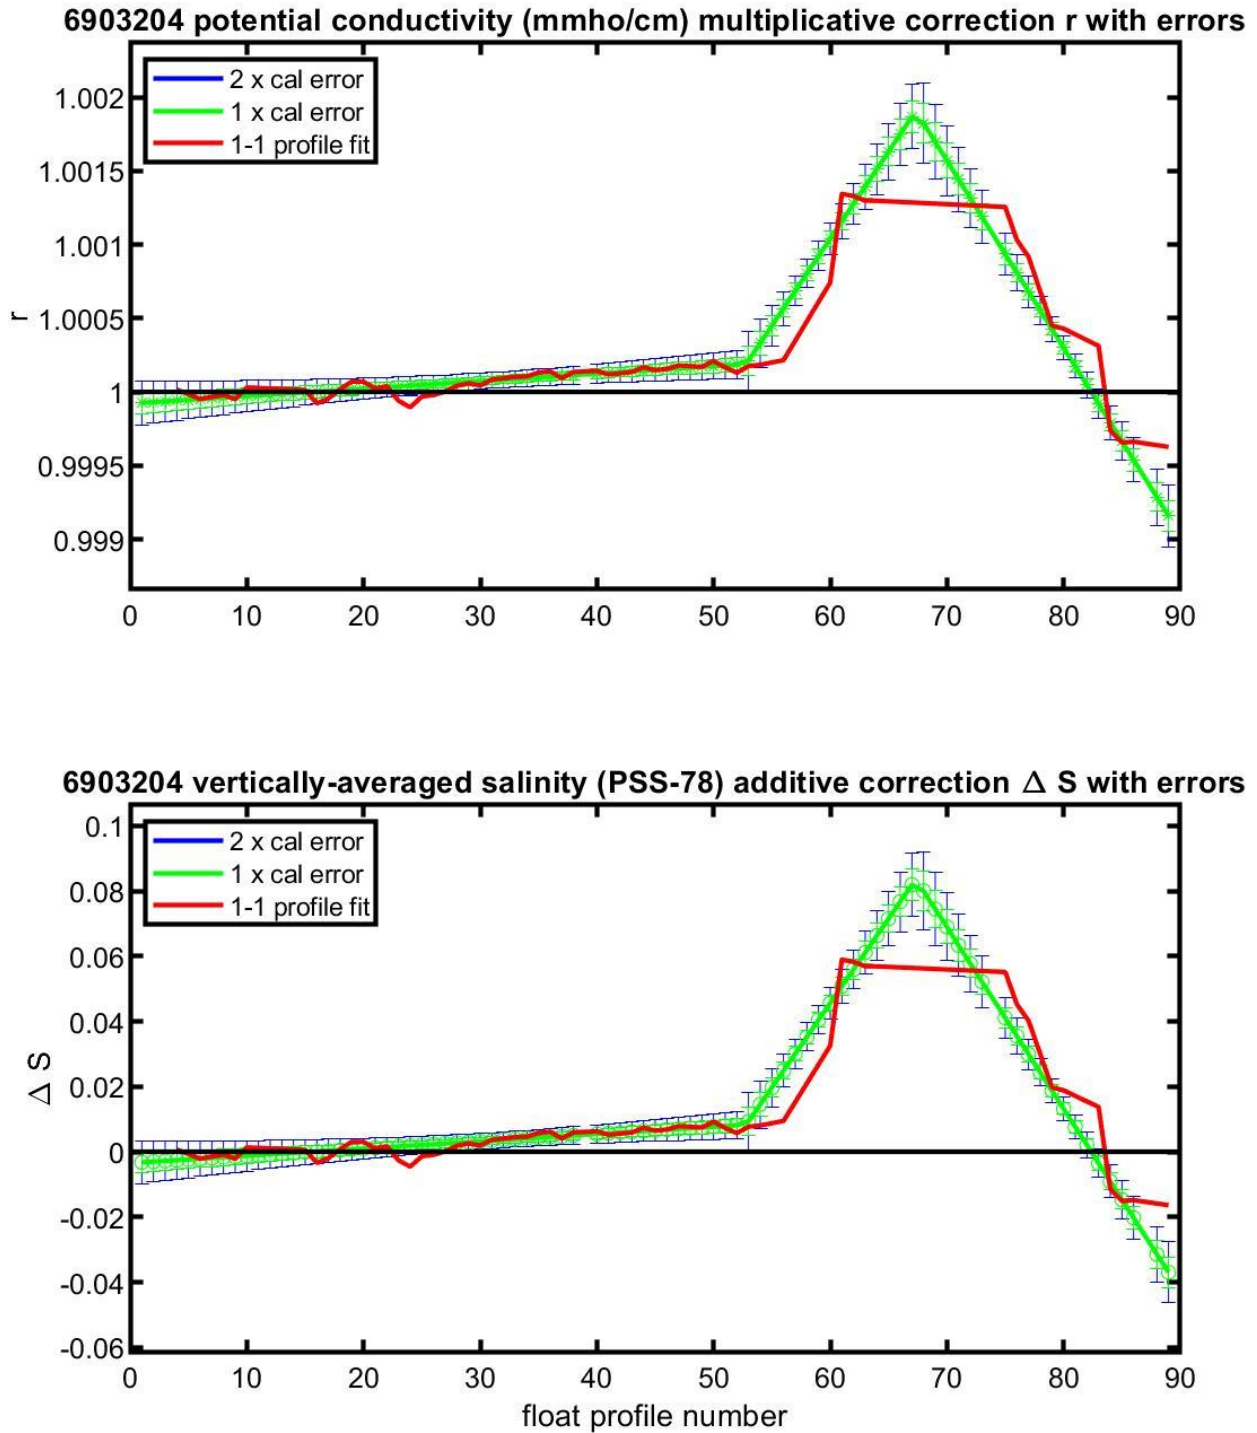 6903204 potential conductivity (mmho/cm) multiplicative correction r with errors
2 x cal error
1 x cal error
1-1 profile fit
1.002
1.0015
1.001
1.0005
1
0.9995
0.999
r
0 10 20 30 40 50 60 70 80 90
6903204 vertically-averaged salinity (PSS-78) additive correction Δ S with errors
2 x cal error
1 x cal error
1-1 profile fit
0.1
0.08
0.06
0.04
0.02
0
-0.02
-0.04
-0.06
Δ S
0 10 20 30 40 50 60 70 80 90
float profile number